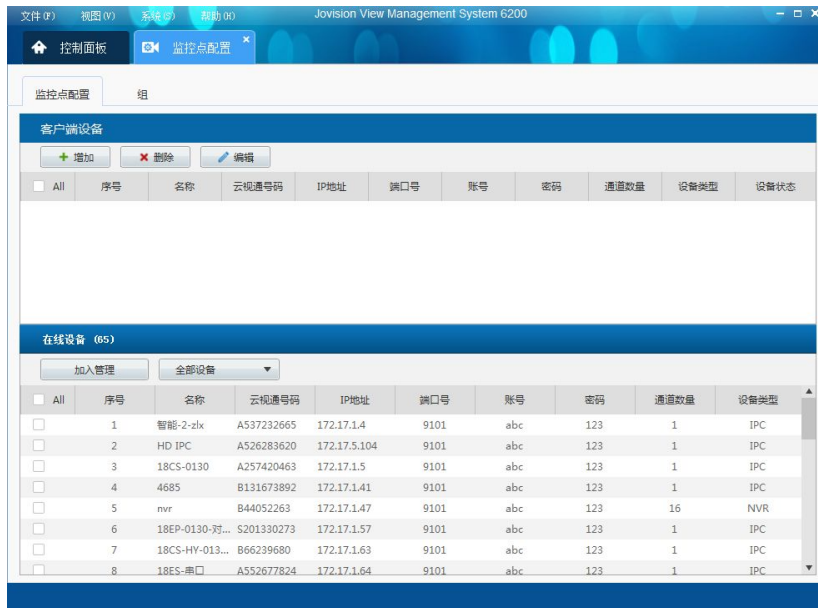 文件(F) 视图(V) 系统(S) 帮助(H) Jovision View Management System 6200
控制面板 监控点配置
监控点配置 组
客户端设备
增加 删除 编辑
All 序号 名称 云视通号码 IP地址 端口号 账号 密码 通道数量 设备类型 设备状态
在线设备 (65)
加入管理 全部设备
All 序号 名称 云视通号码 IP地址 端口号 账号 密码 通道数量 设备类型
1 智能-2-zlx A537232665 172.17.1.4 9101 abc 123 1 IPC
2 HD IPC A526283620 172.17.5.104 9101 abc 123 1 IPC
3 18CS-0130 A257420463 172.17.1.5 9101 abc 123 1 IPC
4 4685 B131673892 172.17.1.41 9101 abc 123 1 IPC
5 nvr B44052263 172.17.1.47 9101 abc 123 16 NVR
6 18EP-0130-对... S201330273 172.17.1.57 9101 abc 123 1 IPC
7 18CS-HY-013... B66239680 172.17.1.63 9101 abc 123 1 IPC
8 18ES-串口 A552677824 172.17.1.64 9101 abc 123 1 IPC